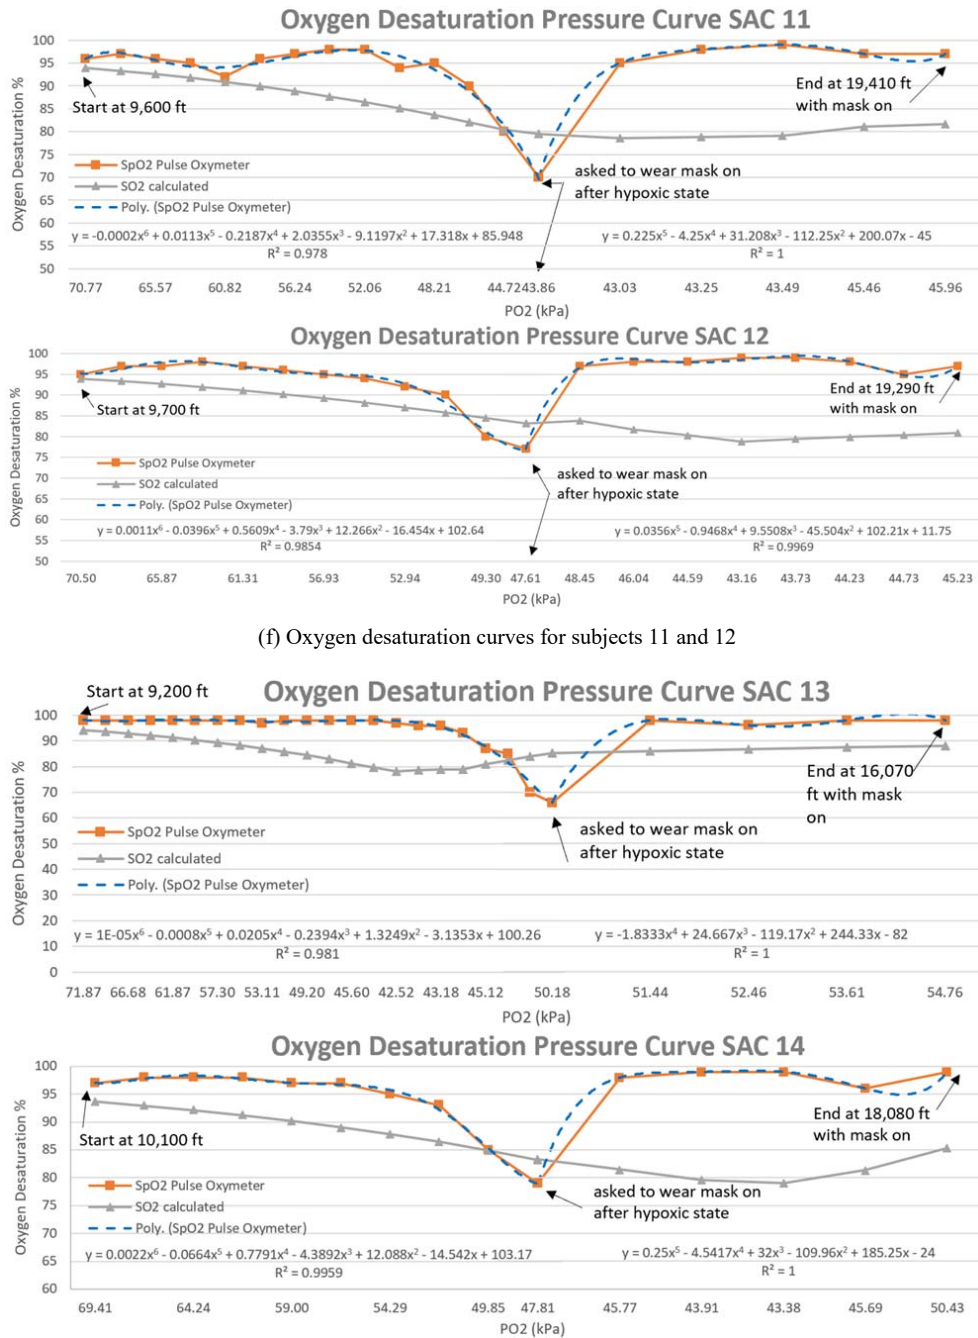 Oxygen Desaturation Pressure Curve SAC 11
Oxygen Desaturation %
100
95
90
85
80
75
70
65
60
55
50
Start at 9,600 ft
End at 19,410 ft
with mask on
SpO2 Pulse Oxymeter
SO2 calculated
Poly. (SpO2 Pulse Oxymeter)
asked to wear mask on
after hypoxic state
y = -0.0002x⁶ + 0.0113x⁵ - 0.2187x⁴ + 2.0355x³ - 9.1197x² + 17.318x + 85.948
R² = 0.978
y = 0.225x⁵ - 4.25x⁴ + 31.208x³ - 112.25x² + 200.07x - 45
R² = 1
70.77 65.57 60.82 56.24 52.06 48.21 44.72 43.86 43.03 43.25 43.49 45.46 45.96
PO2 (kPa)
Oxygen Desaturation Pressure Curve SAC 12
Oxygen Desaturation %
100
95
90
85
80
75
70
65
60
55
50
Start at 9,700 ft
End at 19,290 ft
with mask on
SpO2 Pulse Oxymeter
SO2 calculated
Poly. (SpO2 Pulse Oxymeter)
asked to wear mask on
after hypoxic state
y = 0.0011x⁶ - 0.0396x⁵ + 0.5609x⁴ - 3.79x³ + 12.266x² - 16.454x + 102.64
R² = 0.9854
y = 0.0356x⁵ - 0.9468x⁴ + 9.5508x³ - 45.504x² + 102.21x + 11.75
R² = 0.9969
70.50 65.87 61.31 56.93 52.94 49.30 47.61 48.45 46.04 44.59 43.16 43.73 44.23 44.73 45.23
PO2 (kPa)
(f) Oxygen desaturation curves for subjects 11 and 12
Oxygen Desaturation Pressure Curve SAC 13
Start at 9,200 ft
Oxygen Desaturation %
100
90
80
70
60
50
40
30
20
10
0
End at 16,070
ft with mask
on
SpO2 Pulse Oxymeter
SO2 calculated
Poly. (SpO2 Pulse Oxymeter)
asked to wear mask on
after hypoxic state
y = 1E-05x⁶ - 0.0008x⁵ + 0.0205x⁴ - 0.2394x³ + 1.3249x² - 3.1353x + 100.26
R² = 0.981
y = -1.8333x⁴ + 24.667x³ - 119.17x² + 244.33x - 82
R² = 1
71.87 66.68 61.87 57.30 53.11 49.20 45.60 42.52 43.18 45.12 50.18 51.44 52.46 53.61 54.76
PO2 (kPa)
Oxygen Desaturation Pressure Curve SAC 14
Oxygen Desaturation %
100
95
90
85
80
75
70
65
60
Start at 10,100 ft
End at 18,080 ft
with mask on
SpO2 Pulse Oxymeter
SO2 calculated
Poly. (SpO2 Pulse Oxymeter)
asked to wear mask on
after hypoxic state
y = 0.0022x⁶ - 0.0664x⁵ + 0.7791x⁴ - 4.3892x³ + 12.088x² - 14.542x + 103.17
R² = 0.9959
y = 0.25x⁵ - 4.5417x⁴ + 32x³ - 109.96x² + 185.25x - 24
R² = 1
69.41 64.24 59.00 54.29 49.85 47.81 45.77 43.91 43.38 45.69 50.43
PO2 (kPa)